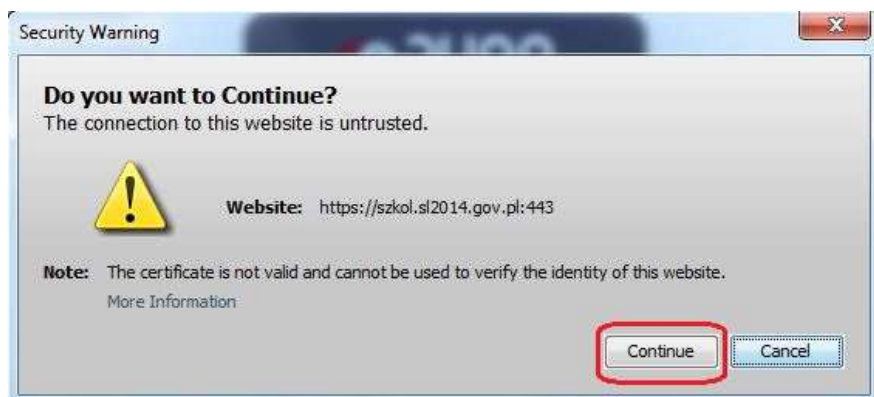 Security Warning
Do you want to Continue?
The connection to this website is untrusted.
Website: https://szkol.sl2014.gov.pl:443
Note: The certificate is not valid and cannot be used to verify the identity of this website.
More Information
Continue Cancel